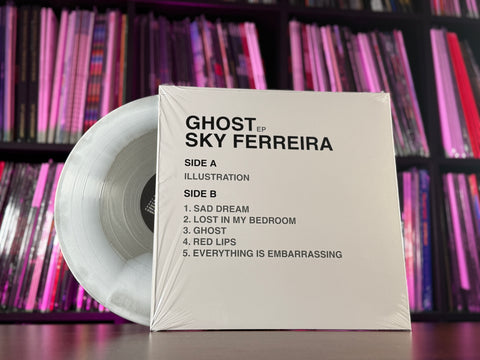 GHOST EP
SKY FERREIRA
SIDE A
ILLUSTRATION
SIDE B
1. SAD DREAM
2. LOST IN MY BEDROOM
3. GHOST
4. RED LIPS
5. EVERYTHING IS EMBARRASSING